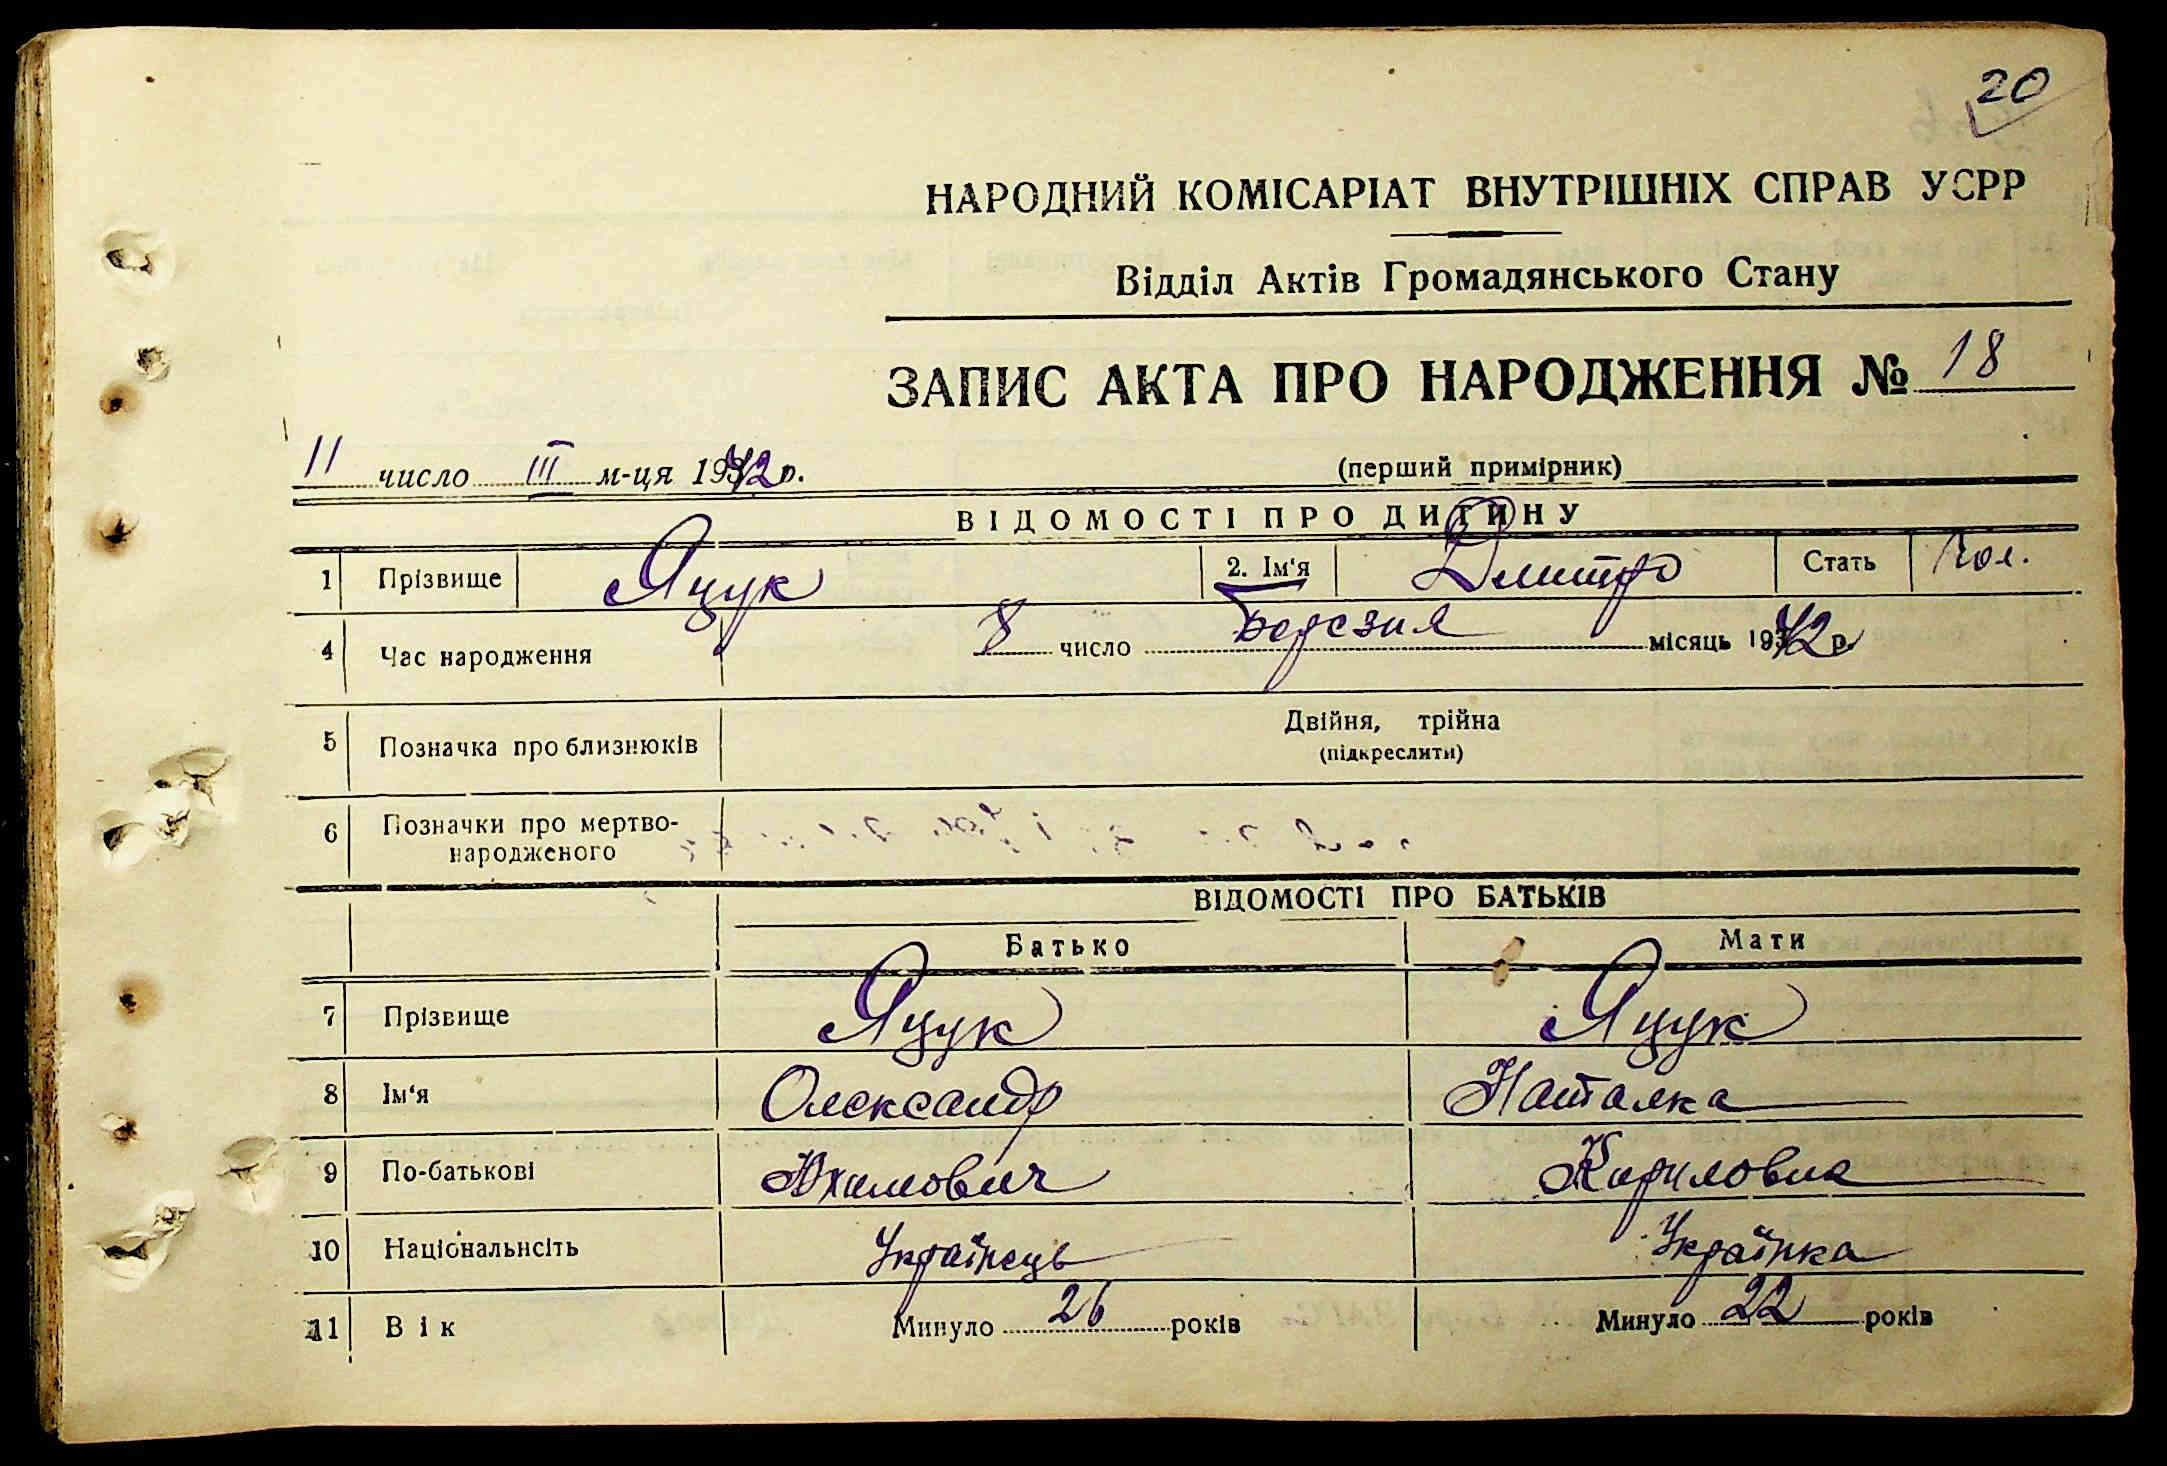 20
НАРОДНИЙ КОМІСАРІАТ ВНУТРІШНІХ СПРАВ УСРР
Відділ Актів Громадянського Стану
ЗАПИС АКТА ПРО НАРОДЖЕННЯ № 18
11 число III м-ця 1942 р. (перший примірник)
ВІДОМОСТІ ПРО ДИТИНУ
1 Прізвище Яцук 2. Ім‘я Дмитро Стать Чол.
4 Час народження 8 число Березня місяць 1942 р.
5 Позначка про близнюків Двійня, трійна
(підкреслити)
6 Позначки про мертво-
народженого
ВІДОМОСТІ ПРО БАТЬКІВ
Батько Мати
7 Прізвище Яцук Яцук
8 Ім‘я Олександр Наталка
9 По-батькові Юхимович Кириловна
10 Національнсіть Українець Українка
11 Вік Минуло 26 років Минуло 22 років